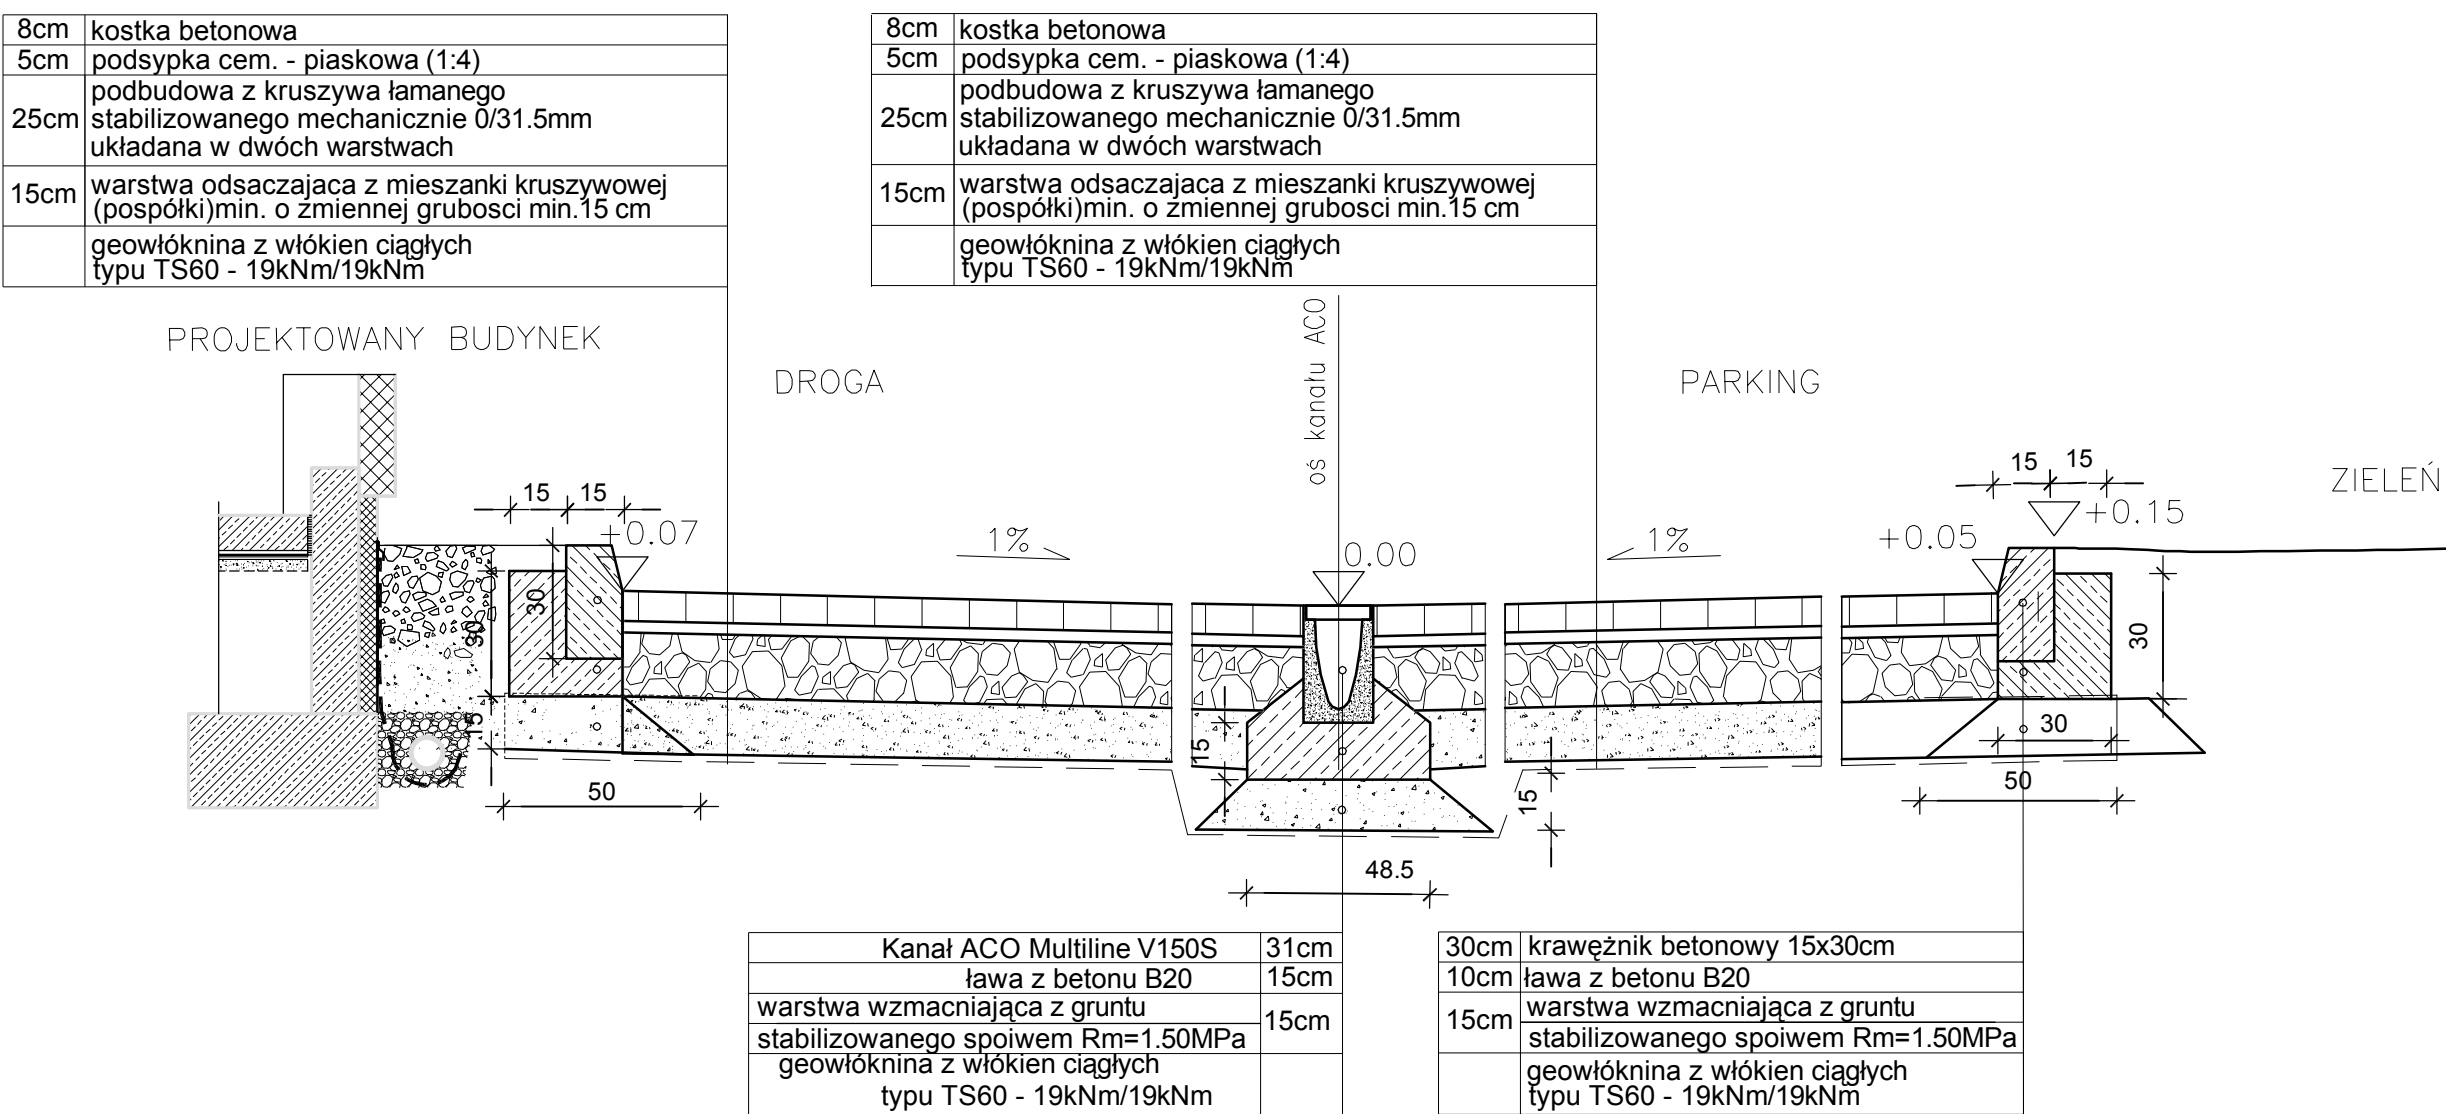 8cm kostka betonowa
5cm podsypka cem. - piaskowa (1:4)
25cm podbudowa z kruszywa łamanego
stabilizowanego mechanicznie 0/31.5mm
układana w dwóch warstwach
15cm warstwa odsaczajaca z mieszanki kruszywowej
(pospółki)min. o zmiennej grubosci min.15 cm
geowłóknina z włókien ciągłych
typu TS60 - 19kNm/19kNm
8cm kostka betonowa
5cm podsypka cem. - piaskowa (1:4)
25cm podbudowa z kruszywa łamanego
stabilizowanego mechanicznie 0/31.5mm
układana w dwóch warstwach
15cm warstwa odsaczajaca z mieszanki kruszywowej
(pospółki)min. o zmiennej grubosci min.15 cm
geowłóknina z włókien ciągłych
typu TS60 - 19kNm/19kNm
PROJEKTOWANY BUDYNEK
DROGA
oś kanału ACO
PARKING
ZIELEŃ
15 15
+0.07
1%
0.00
1%
+0.05
15 15
+0.15
30
30
15
50
15
15
48.5
30
30
50
Kanał ACO Multiline V150S 31cm
ława z betonu B20 15cm
warstwa wzmacniająca z gruntu
stabilizowanego spoiwem Rm=1.50MPa 15cm
geowłóknina z włókien ciągłych
typu TS60 - 19kNm/19kNm
30cm krawężnik betonowy 15x30cm
10cm ława z betonu B20
15cm warstwa wzmacniająca z gruntu
stabilizowanego spoiwem Rm=1.50MPa
geowłóknina z włókien ciągłych
typu TS60 - 19kNm/19kNm